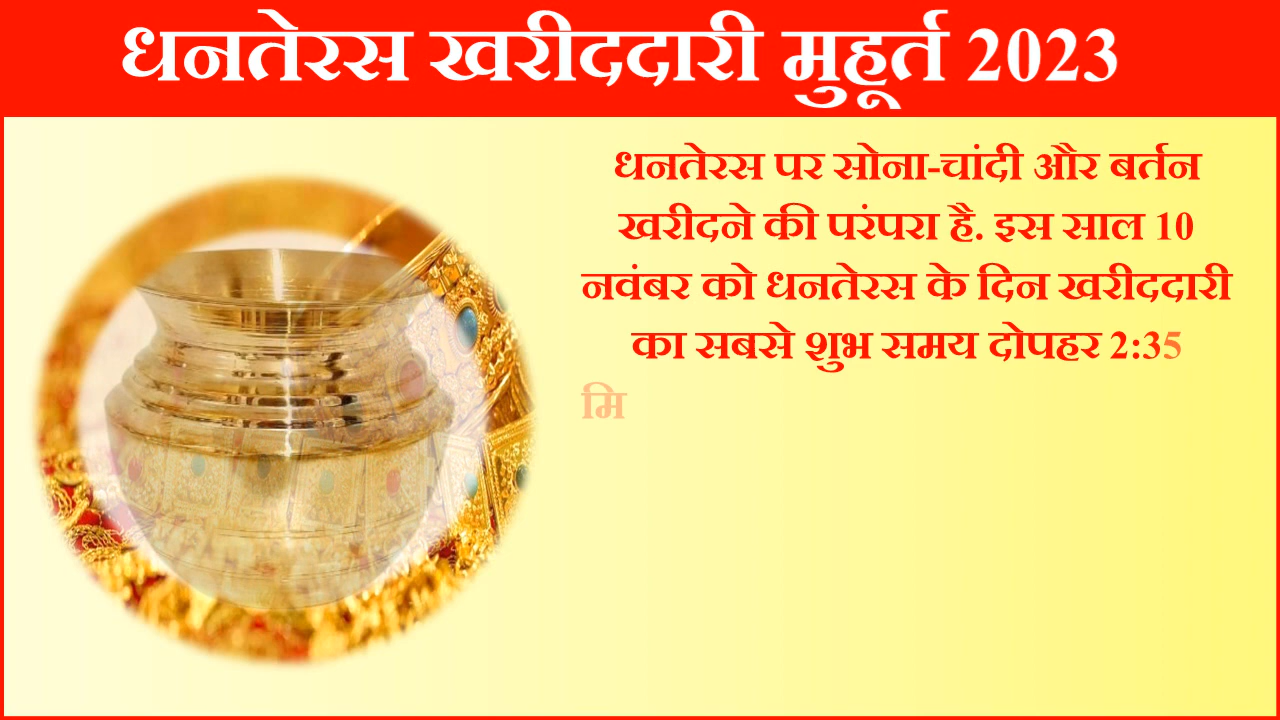 धनतेरस खरीददारी मुहूर्त 2023
धनतेरस पर सोना-चांदी और बर्तन
खरीदने की परंपरा है. इस साल 10
नवंबर को धनतेरस के दिन खरीददारी
का सबसे शुभ समय दोपहर 2:35
मि